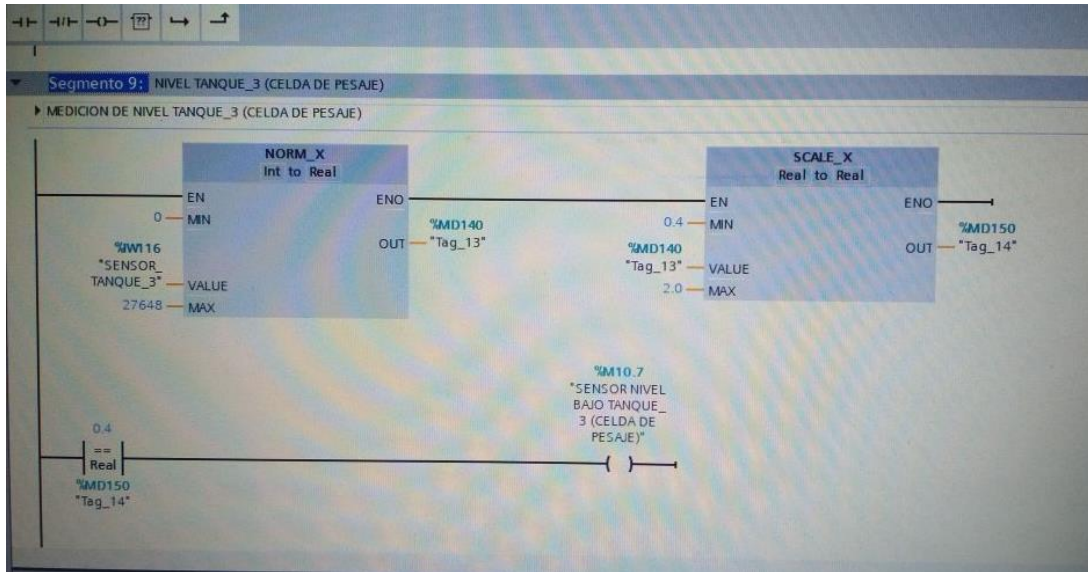 Segmento 9: NIVEL TANQUE_3 (CELDA DE PESAJE)
MEDICION DE NIVEL TANQUE_3 (CELDA DE PESAJE)
NORM_X
Int to Real
EN
ENO
0
MIN
%IW116
"SENSOR_
TANQUE_3"
VALUE
27648
MAX
OUT
%MD140
"Tag_13"
SCALE_X
Real to Real
EN
ENO
0.4
MIN
%MD140
"Tag_13"
VALUE
2.0
MAX
OUT
%MD150
"Tag_14"
%M10.7
"SENSOR NIVEL
BAJO TANQUE_
3 (CELDA DE
PESAJE)"
0.4
==
Real
%MD150
"Tag_14"